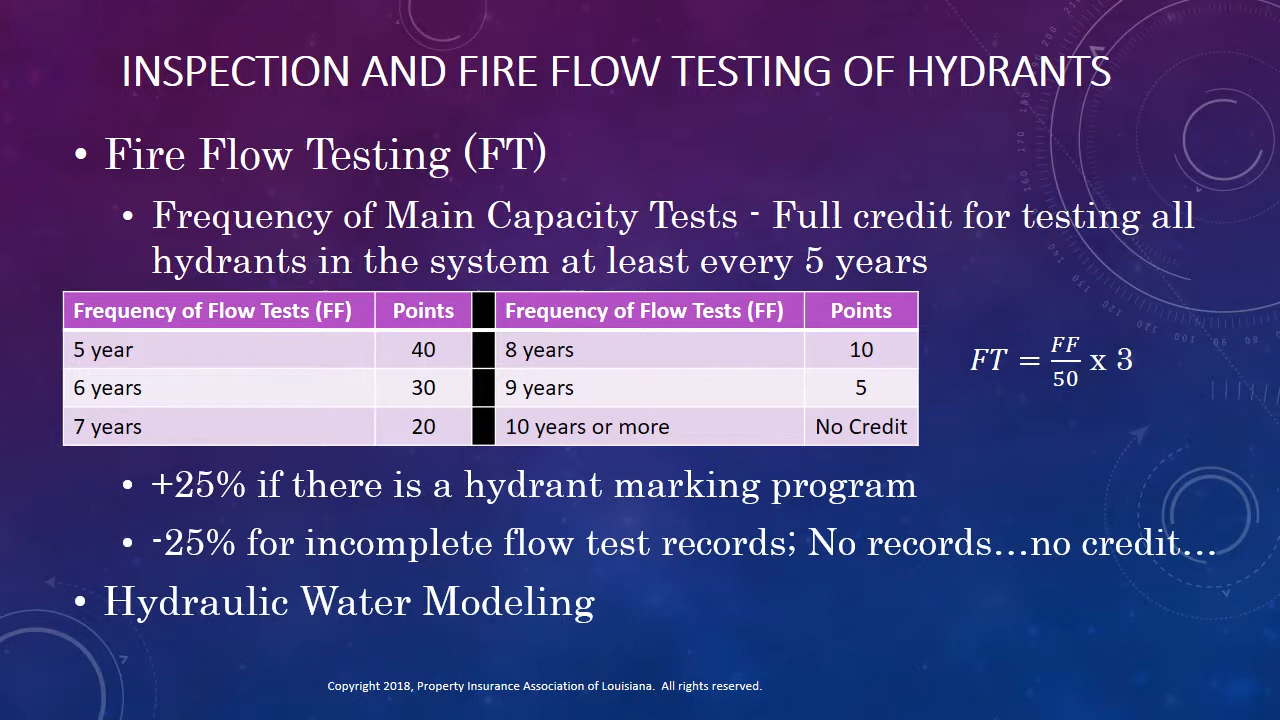 INSPECTION AND FIRE FLOW TESTING OF HYDRANTS
• Fire Flow Testing (FT)
• Frequency of Main Capacity Tests - Full credit for testing all
hydrants in the system at least every 5 years
Frequency of Flow Tests (FF) Points Frequency of Flow Tests (FF) Points
5 year 40 8 years 10
6 years 30 9 years 5
7 years 20 10 years or more No Credit
FT = FF/50 x 3
• +25% if there is a hydrant marking program
• -25% for incomplete flow test records; No records...no credit...
• Hydraulic Water Modeling
Copyright 2018, Property Insurance Association of Louisiana. All rights reserved.